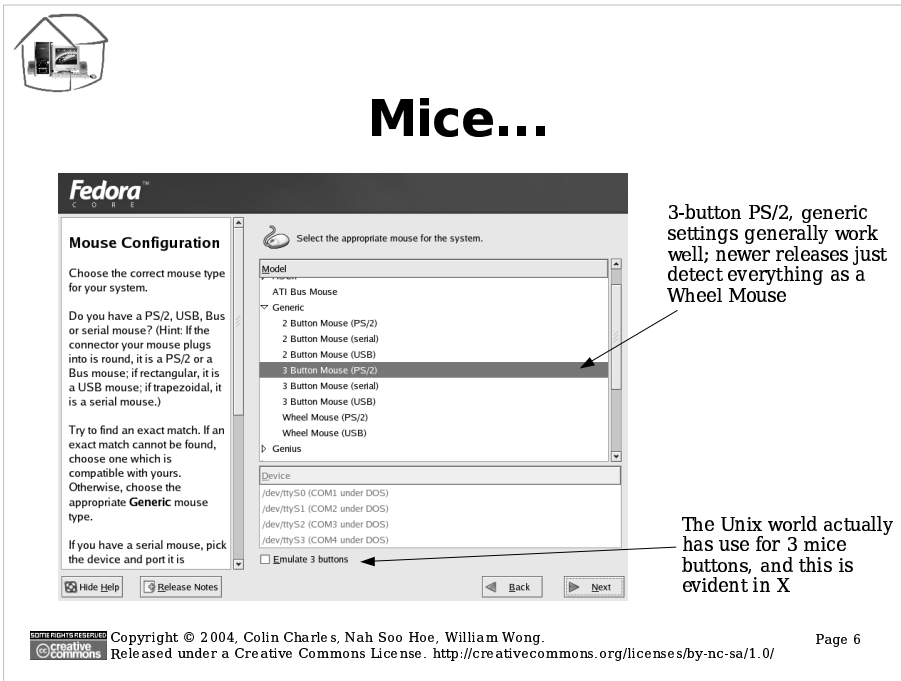 Mice...
Fedora™
CORE
Mouse Configuration
Choose the correct mouse type
for your system.
Do you have a PS/2, USB, Bus
or serial mouse? (Hint: If the
connector your mouse plugs
into is round, it is a PS/2 or a
Bus mouse; if rectangular, it is
a USB mouse; if trapezoidal, it
is a serial mouse.)
Try to find an exact match. If an
exact match cannot be found,
choose one which is
compatible with yours.
Otherwise, choose the
appropriate Generic mouse
type.
If you have a serial mouse, pick
the device and port it is
Select the appropriate mouse for the system.
Model
ATI Bus Mouse
Generic
2 Button Mouse (PS/2)
2 Button Mouse (serial)
2 Button Mouse (USB)
3 Button Mouse (PS/2)
3 Button Mouse (serial)
3 Button Mouse (USB)
Wheel Mouse (PS/2)
Wheel Mouse (USB)
Genius
Device
/dev/ttyS0 (COM1 under DOS)
/dev/ttyS1 (COM2 under DOS)
/dev/ttyS2 (COM3 under DOS)
/dev/ttyS3 (COM4 under DOS)
Emulate 3 buttons
Hide Help
Release Notes
Back
Next
3-button PS/2, generic
settings generally work
well; newer releases just
detect everything as a
Wheel Mouse
The Unix world actually
has use for 3 mice
buttons, and this is
evident in X
SOME RIGHTS RESERVED
creative
commons
Copyright © 2004, Colin Charles, Nah Soo Hoe, William Wong.
Released under a Creative Commons License. http://creativecommons.org/licenses/by-nc-sa/1.0/
Page 6